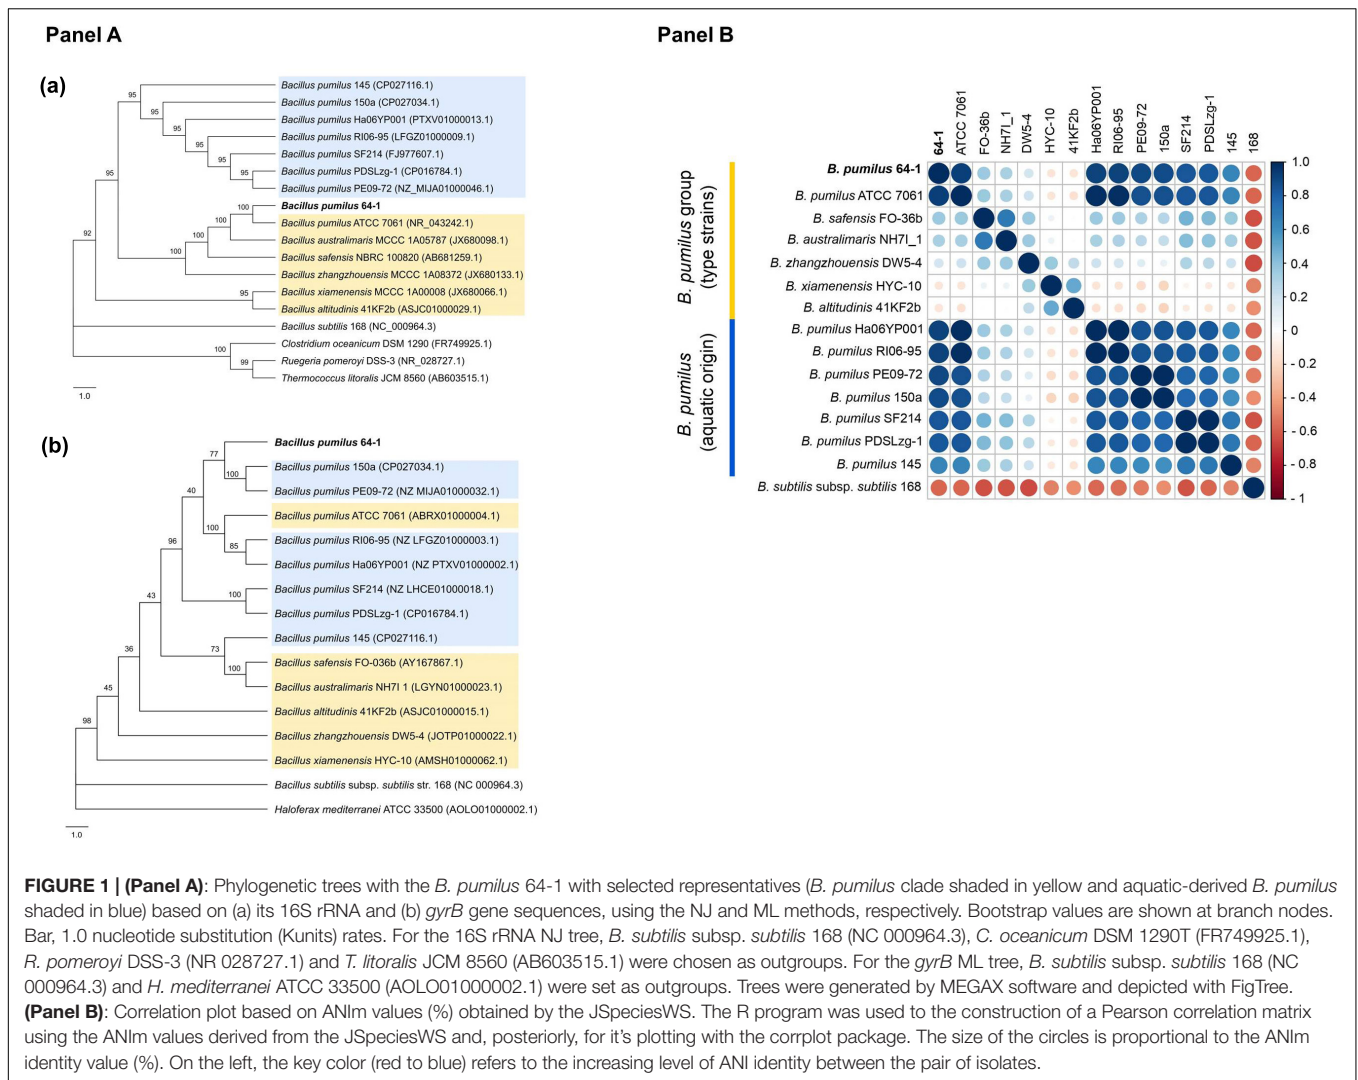 Panel A
Panel B
(a)
Bacillus pumilus 145 (CP027116.1)
Bacillus pumilus 150a (CP027034.1)
Bacillus pumilus Ha06YP001 (PTXV01000013.1)
Bacillus pumilus RI06-95 (LFGZ01000009.1)
Bacillus pumilus SF214 (FJ977607.1)
Bacillus pumilus PDSLzg-1 (CP016784.1)
Bacillus pumilus PE09-72 (NZ_MIJA01000046.1)
Bacillus pumilus 64-1
Bacillus pumilus ATCC 7061 (NR_043242.1)
Bacillus australimaris MCCC 1A05787 (JX680098.1)
Bacillus safensis NBRC 100820 (AB681259.1)
Bacillus zhangzhouensis MCCC 1A08372 (JX680133.1)
Bacillus xiamenensis MCCC 1A00008 (JX680066.1)
Bacillus altitudinis 41KF2b (ASJC01000029.1)
Bacillus subtilis 168 (NC_000964.3)
Clostridium oceanicum DSM 1290 (FR749925.1)
Ruegeria pomeroyi DSS-3 (NR_028727.1)
Thermococcus litoralis JCM 8560 (AB603515.1)
95
95
95
95
95
95
92
100
100
100
95
100
99
1.0
(b)
Bacillus pumilus 64-1
Bacillus pumilus 150a (CP027034.1)
Bacillus pumilus PE09-72 (NZ MIJA01000032.1)
Bacillus pumilus ATCC 7061 (ABRX01000004.1)
Bacillus pumilus RI06-95 (NZ LFGZ01000003.1)
Bacillus pumilus Ha06YP001 (NZ PTXV01000002.1)
Bacillus pumilus SF214 (NZ LHCE01000018.1)
Bacillus pumilus PDSLzg-1 (CP016784.1)
Bacillus pumilus 145 (CP027116.1)
Bacillus safensis FO-036b (AY167867.1)
Bacillus australimaris NH7I 1 (LGYN01000023.1)
Bacillus altitudinis 41KF2b (ASJC01000015.1)
Bacillus zhangzhouensis DW5-4 (JOTP01000022.1)
Bacillus xiamenensis HYC-10 (AMSH01000062.1)
Bacillus subtilis subsp. subtilis str. 168 (NC 000964.3)
Haloferax mediterranei ATCC 33500 (AOLO01000002.1)
77
100
40
100
85
96
100
43
73
100
36
45
98
1.0
64-1
ATCC 7061
FO-36b
NH7I_1
DW5-4
HYC-10
41KF2b
Ha06YP001
RI06-95
PE09-72
150a
SF214
PDSLzg-1
145
168
B. pumilus group
(type strains)
B. pumilus
(aquatic origin)
B. pumilus 64-1
B. pumilus ATCC 7061
B. safensis FO-36b
B. australimaris NH7I_1
B. zhangzhouensis DW5-4
B. xiamenensis HYC-10
B. altitudinis 41KF2b
B. pumilus Ha06YP001
B. pumilus RI06-95
B. pumilus PE09-72
B. pumilus 150a
B. pumilus SF214
B. pumilus PDSLzg-1
B. pumilus 145
B. subtilis subsp. subtilis 168
1.0
0.8
0.6
0.4
0.2
0
- 0.2
- 0.4
- 0.6
- 0.8
- 1
FIGURE 1 | (Panel A): Phylogenetic trees with the B. pumilus 64-1 with selected representatives (B. pumilus clade shaded in yellow and aquatic-derived B. pumilus
shaded in blue) based on (a) its 16S rRNA and (b) gyrB gene sequences, using the NJ and ML methods, respectively. Bootstrap values are shown at branch nodes.
Bar, 1.0 nucleotide substitution (Kunits) rates. For the 16S rRNA NJ tree, B. subtilis subsp. subtilis 168 (NC 000964.3), C. oceanicum DSM 1290T (FR749925.1),
R. pomeroyi DSS-3 (NR 028727.1) and T. litoralis JCM 8560 (AB603515.1) were chosen as outgroups. For the gyrB ML tree, B. subtilis subsp. subtilis 168 (NC
000964.3) and H. mediterranei ATCC 33500 (AOLO01000002.1) were set as outgroups. Trees were generated by MEGAX software and depicted with FigTree.
(Panel B): Correlation plot based on ANIm values (%) obtained by the JSpeciesWS. The R program was used to the construction of a Pearson correlation matrix
using the ANIm values derived from the JSpeciesWS and, posteriorly, for it's plotting with the corrplot package. The size of the circles is proportional to the ANIm
identity value (%). On the left, the key color (red to blue) refers to the increasing level of ANI identity between the pair of isolates.